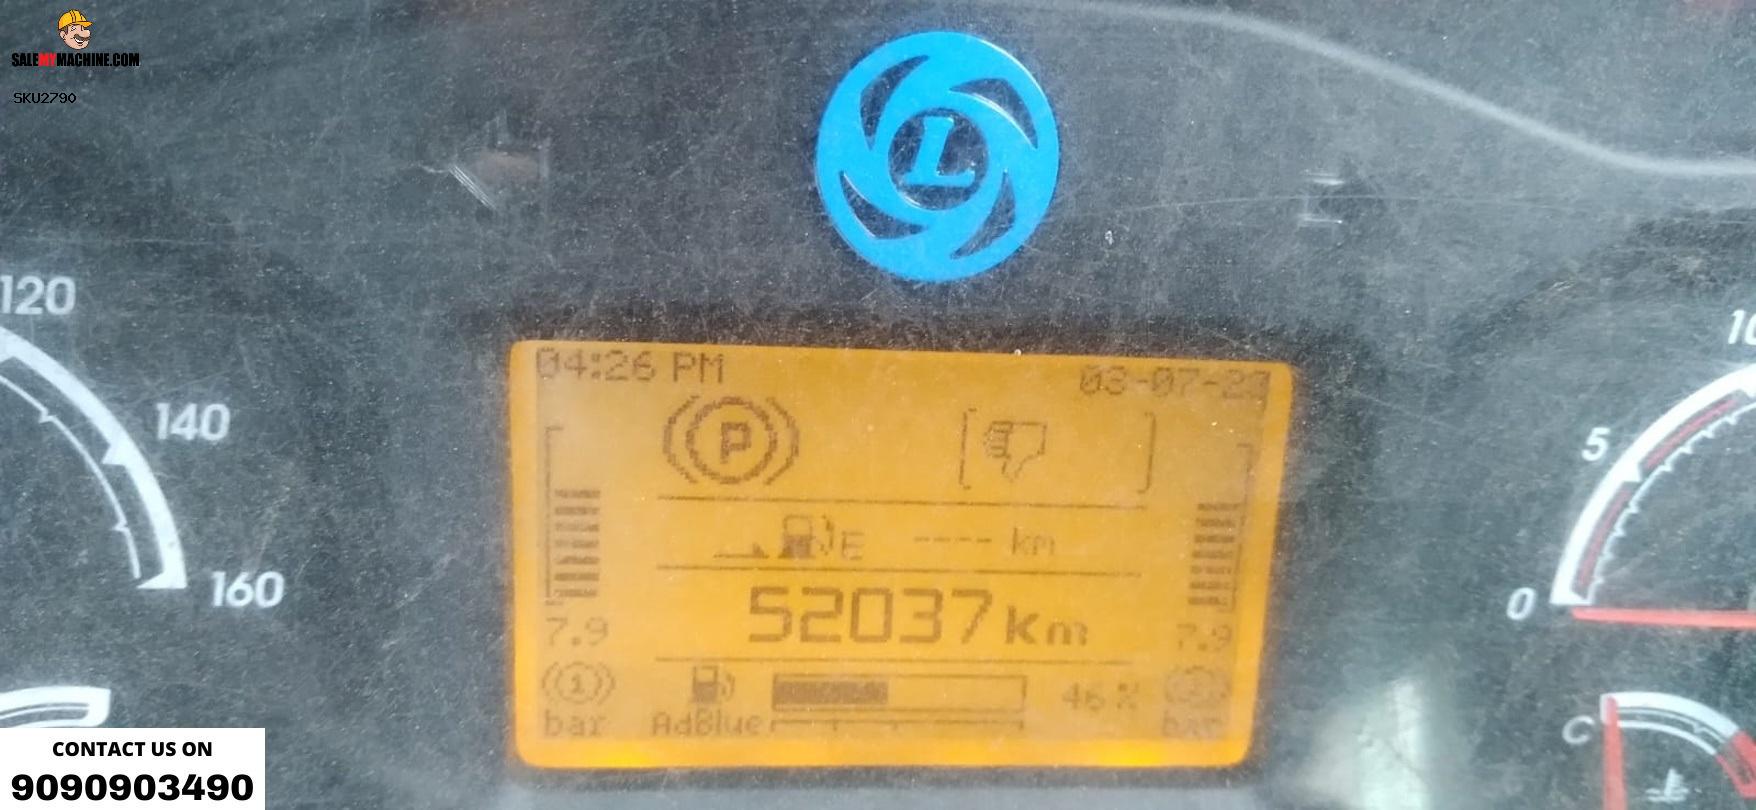 SALEMYMACHINE.COM
SKU2790
L
120
140
160
04:26 PM
P
E ---- km
52037 km
7.9
7.9
1
46 %
bar
AdBlue
bar
5
0
C
CONTACT US ON
9090903490